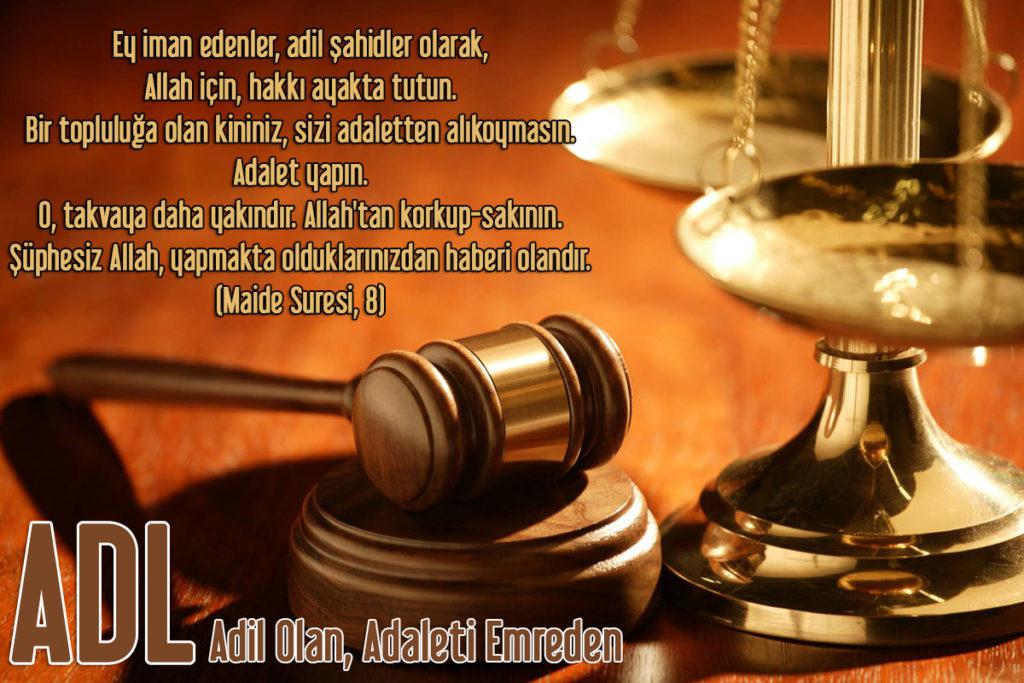 Ey iman edenler, adil şahidler olarak,
Allah için, hakkı ayakta tutun.
Bir topluluğa olan kininiz, sizi adaletten alıkoymasın.
Adalet yapın.
O, takvaya daha yakındır. Allah'tan korkup-sakının.
Şüphesiz Allah, yapmakta olduklarınızdan haberi olandır.
(Maide Suresi, 8)
ADL Adil Olan, Adaleti Emreden